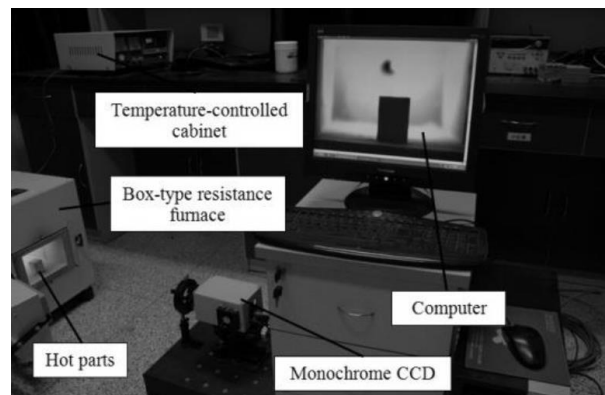 Temperature-controlled
cabinet
Box-type resistance
furnace
Computer
Hot parts
Monochrome CCD